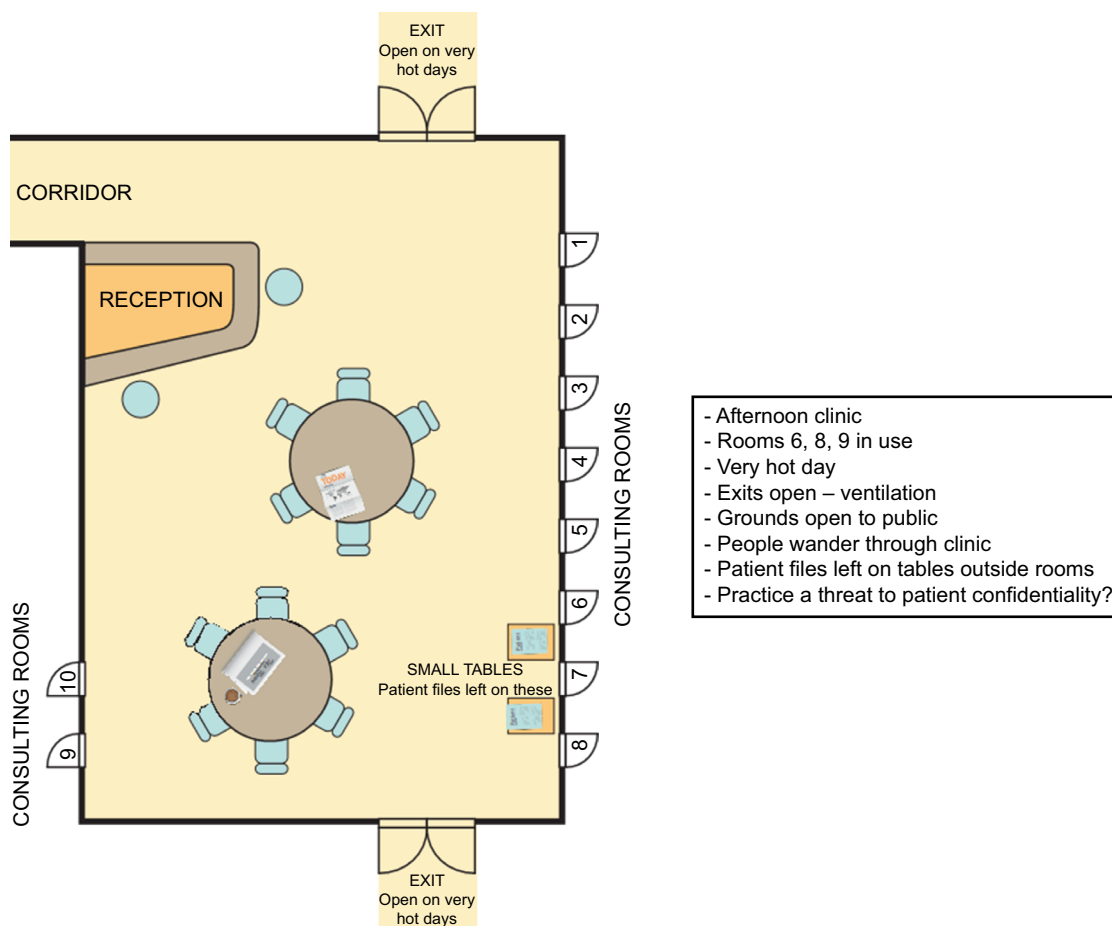 EXIT
Open on very
hot days
CORRIDOR
RECEPTION
1
2
3
4
5
6
7
8
CONSULTING ROOMS
TODAY
SMALL TABLES
Patient files left on these
CONSULTING ROOMS
10
9
EXIT
Open on very
hot days
- Afternoon clinic
- Rooms 6, 8, 9 in use
- Very hot day
- Exits open – ventilation
- Grounds open to public
- People wander through clinic
- Patient files left on tables outside rooms
- Practice a threat to patient confidentiality?